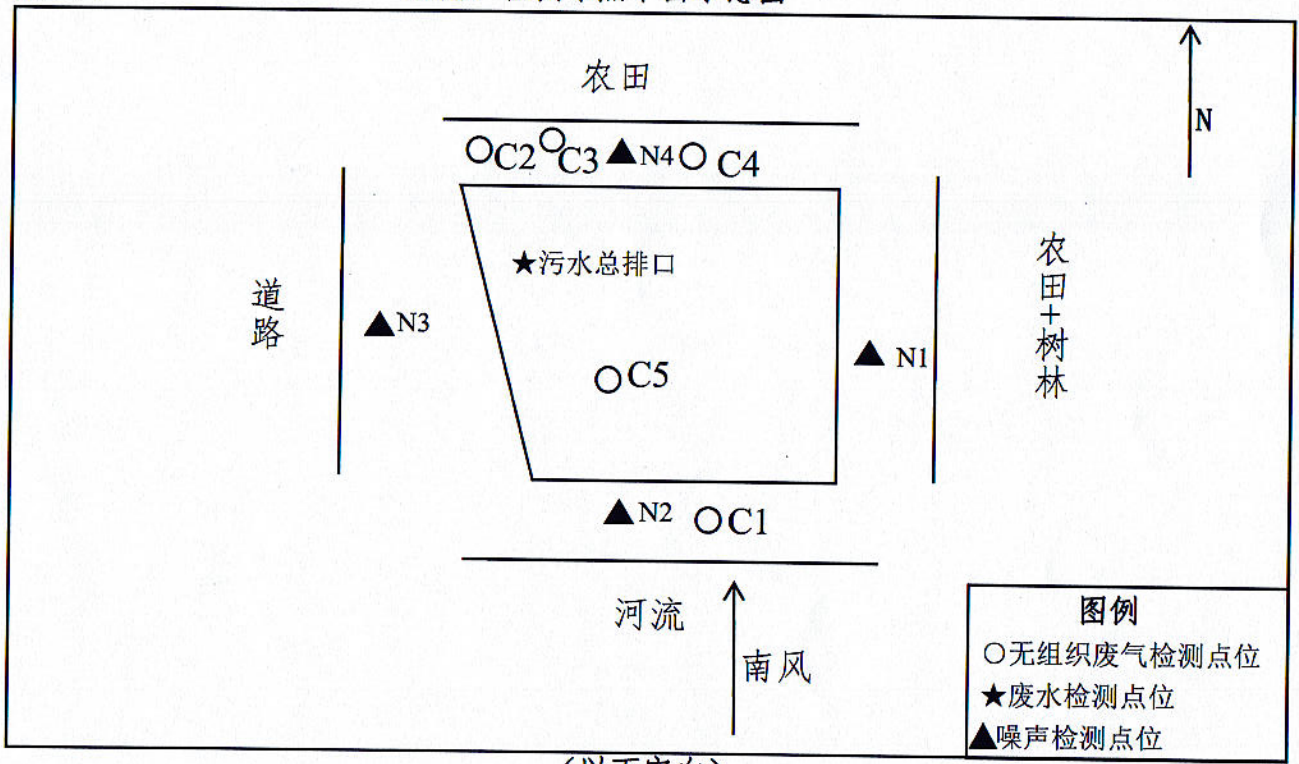 农田
N
C2
C3
N4
C4
★污水总排口
农田+树林
道路
N3
N1
C5
N2
C1
河流
南风
图例
○无组织废气检测点位
★废水检测点位
▲噪声检测点位